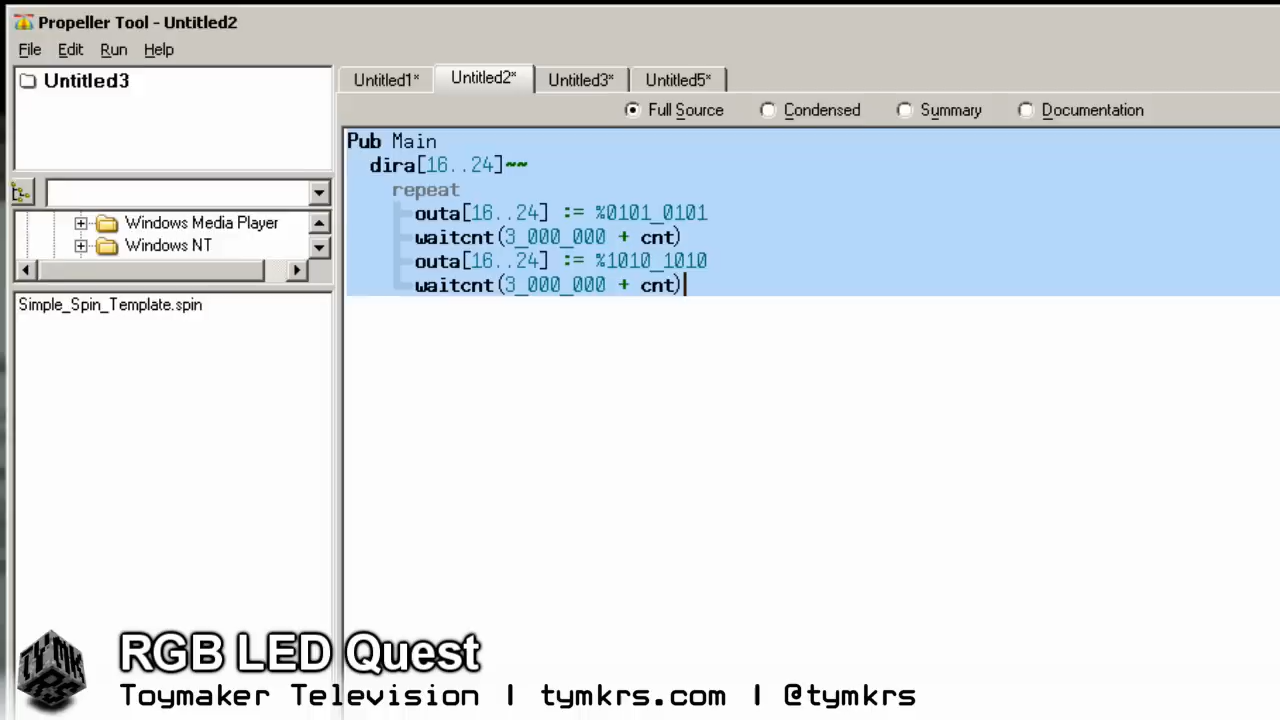 Propeller Tool - Untitled2
File Edit Run Help
Untitled3
Untitled1* Untitled2* Untitled3* Untitled5*
Full Source Condensed Summary Documentation
Windows Media Player
Windows NT
Simple_Spin_Template.spin
Pub Main
dira[16..24]~~
repeat
outa[16..24] := %0101_0101
waitcnt(3_000_000 + cnt)
outa[16..24] := %1010_1010
waitcnt(3_000_000 + cnt)
TYMK
RGB LED Quest
Toymaker Television | tymkrs.com | @tymkrs